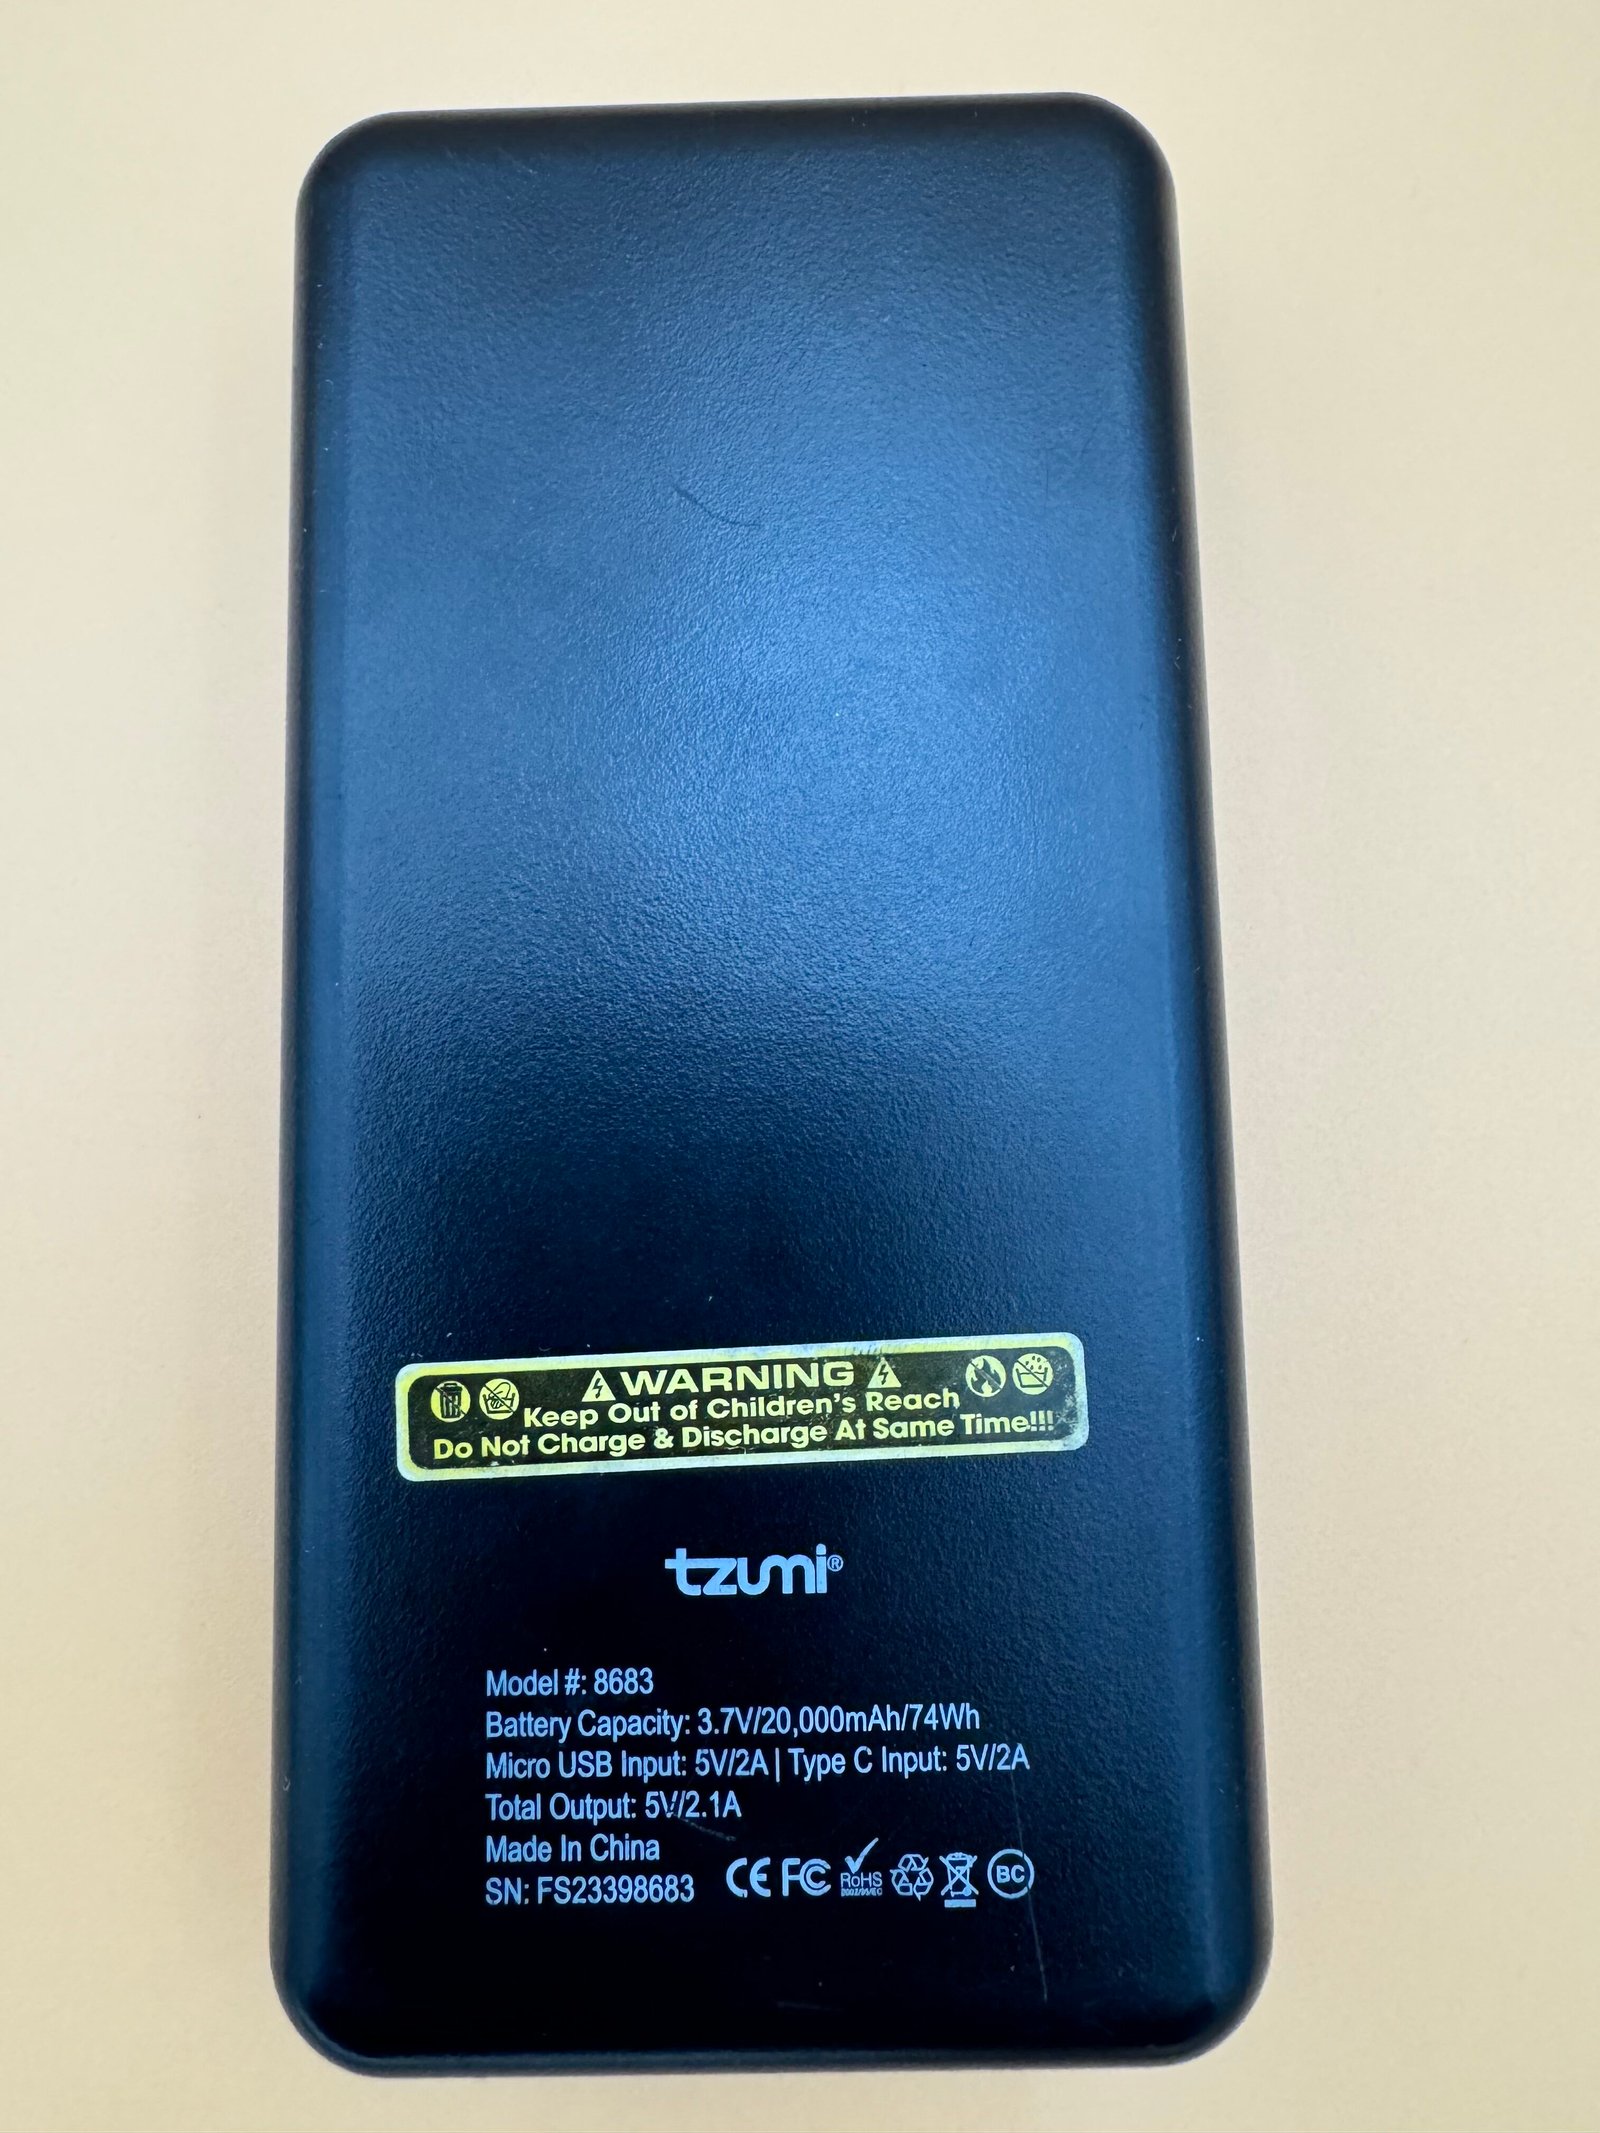 WARNING
Keep Out of Children's Reach
Do Not Charge & Discharge At Same Time!!!
tzumi®
Model #: 8683
Battery Capacity: 3.7V/20,000mAh/74Wh
Micro USB Input: 5V/2A | Type C Input: 5V/2A
Total Output: 5V/2.1A
Made In China
SN: FS23398683
CE FC RoHS BC